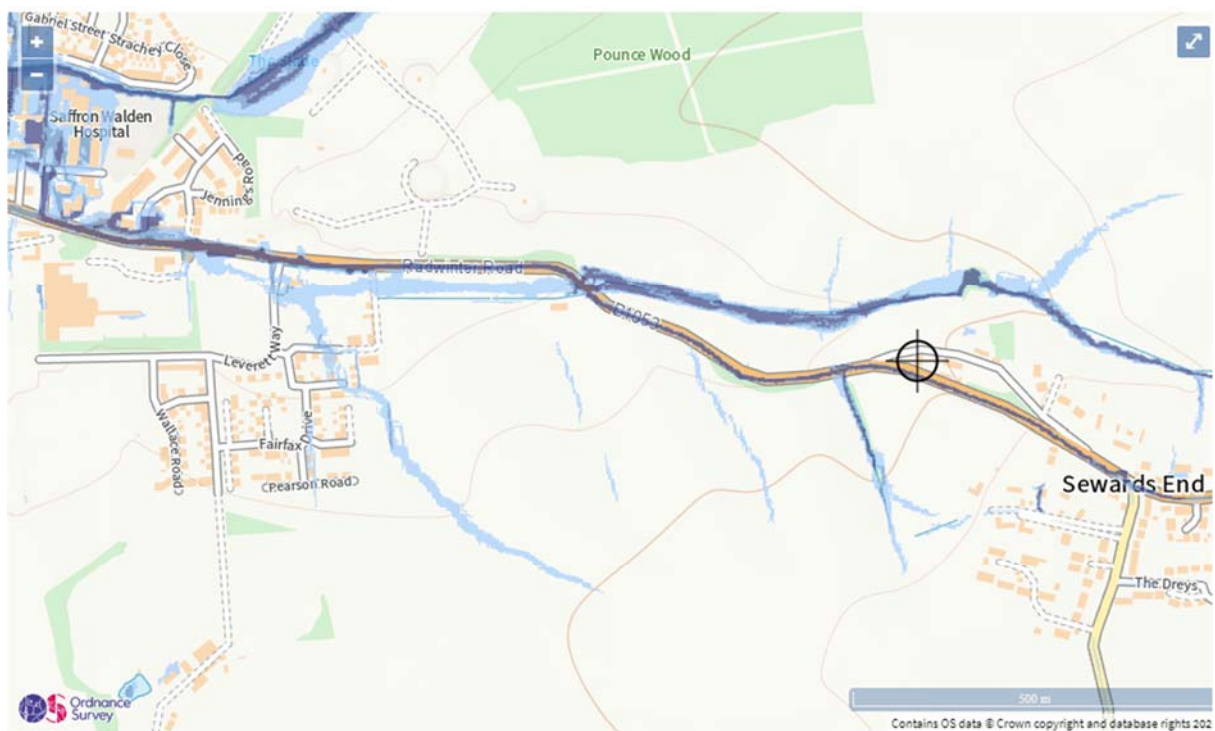 Gabriel street
Strachey
Close
+
The Slade
Pounce Wood
Saffron Walden
Hospital
Jennings Road
Radwinter Road
B1053
Leverett Way
Wallace Road
Fairfax Drive
Pearson Road
Sewards End
The Dreys
Ordnance
Survey
500 m
Contains OS data © Crown copyright and database rights 202